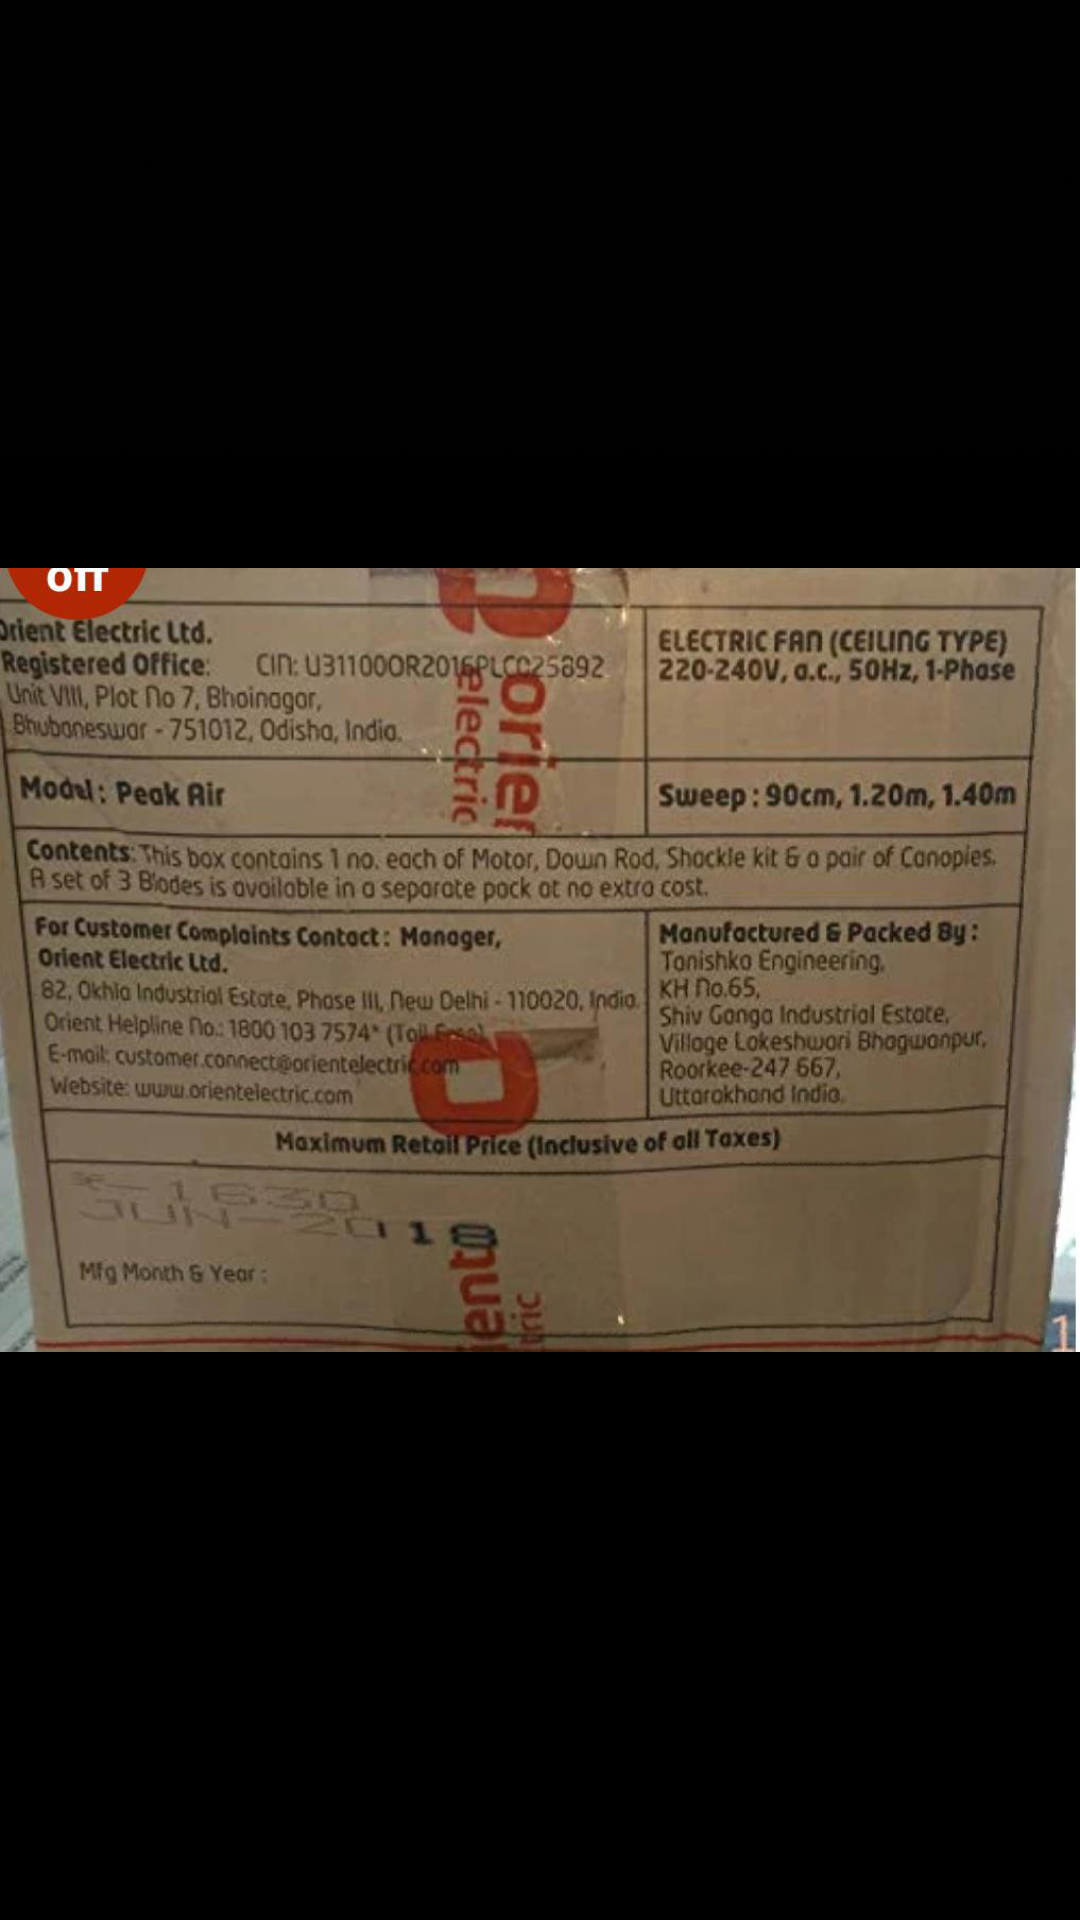 off
Orient Electric Ltd.
Registered Office: CIN: U31100OR2016PLC025892
Unit VIII, Plot No 7, Bhoinagar,
Bhubaneswar - 751012, Odisha, India.
ELECTRIC FAN (CEILING TYPE)
220-240V, a.c., 50Hz, 1-Phase
Model: Peak Air
Sweep : 90cm, 1.20m, 1.40m
Contents: This box contains 1 no. each of Motor, Down Rod, Shackle kit & a pair of Canopies.
A set of 3 Blades is available in a separate pack at no extra cost.
For Customer Complaints Contact : Manager,
Orient Electric Ltd.
82, Okhla Industrial Estate, Phase III, New Delhi - 110020, India.
Orient Helpline No.: 1800 103 7574* (Toll Free)
E-mail: customer.connect@orientelectric.com
Website: www.orientelectric.com
Manufactured & Packed By :
Tanishka Engineering,
KH No.65,
Shiv Ganga Industrial Estate,
Village Lakeshwari Bhagwanpur,
Roorkee-247 667,
Uttarakhand India.
Maximum Retail Price (Inclusive of all Taxes)
1630
JUN-2018
Mfg Month & Year :
orien
electric
1